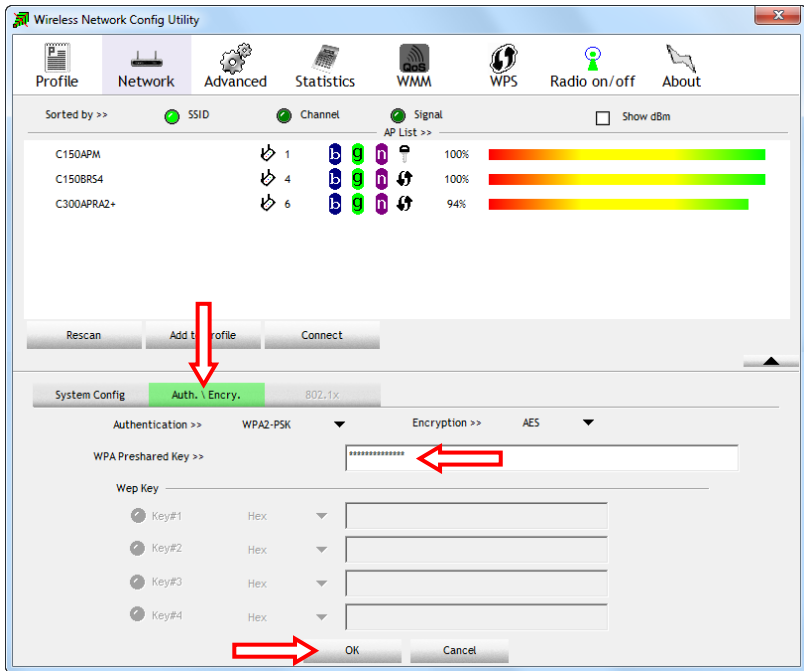 Wireless Network Config Utility
Profile Network Advanced Statistics QoS WMM WPS Radio on/off About
Sorted by >> SSID Channel Signal Show dBm
AP List >>
C150APM 1 b g n 100%
C150BRS4 4 b g n 100%
C300APRA2+ 6 b g n 94%
Rescan Add to Profile Connect
System Config Auth. \ Encry. 802.1x
Authentication >> WPA2-PSK Encryption >> AES
WPA Preshared Key >> **************
Wep Key
Key#1 Hex
Key#2 Hex
Key#3 Hex
Key#4 Hex
OK Cancel